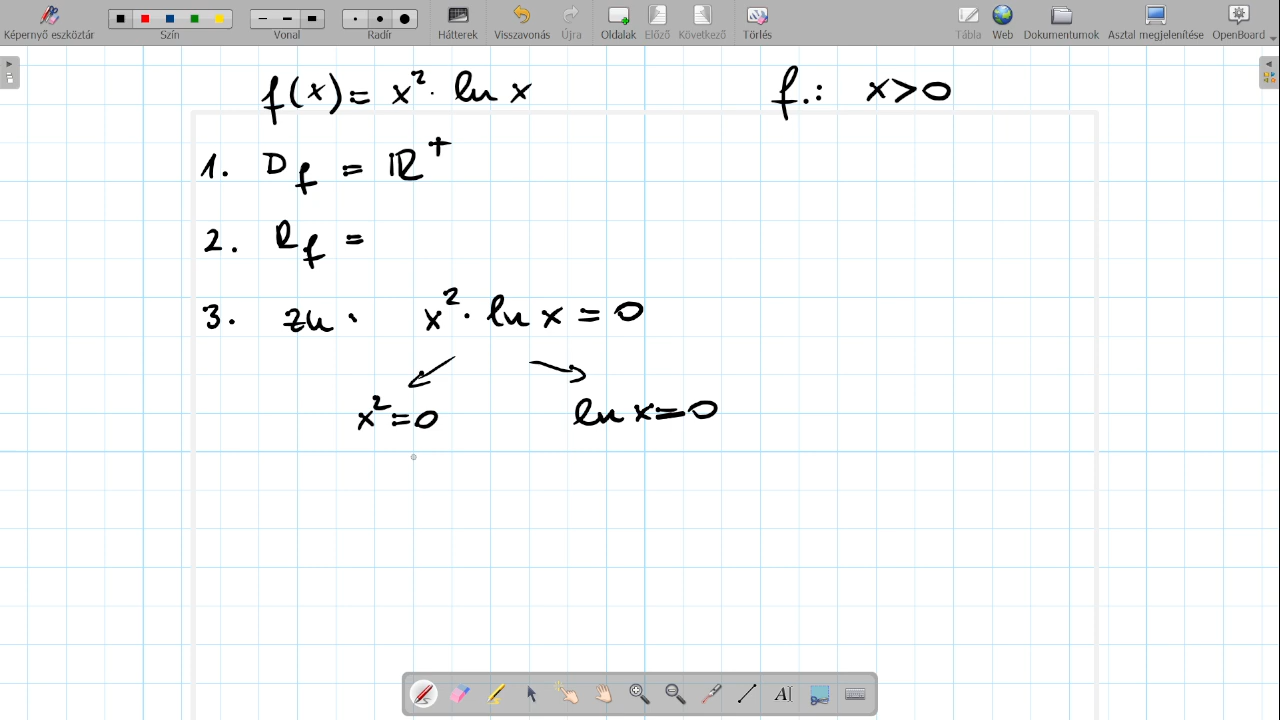 Képernyő eszköztár Szín Vonal Radír Hátterek Visszavonás Újra Oldalak Előző Következő Törlés Tábla Web Dokumentumok Asztal megjelenítése OpenBoard
f(x) = x² · ln x f.: x > 0
1. D_f = ℝ⁺
2. R_f =
3. zh. x² · ln x = 0
x² = 0 ln x = 0